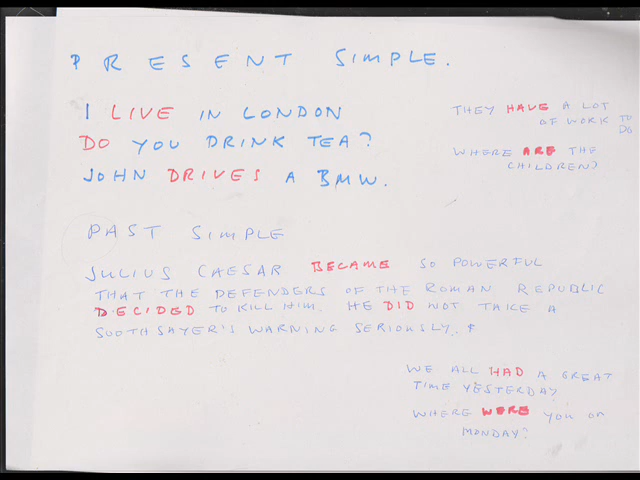 PRESENT SIMPLE.
I LIVE IN LONDON
DO YOU DRINK TEA?
JOHN DRIVES A BMW.
THEY HAVE A LOT
OF WORK TO
DO
WHERE ARE THE
CHILDREN?
PAST SIMPLE
JULIUS CAESAR BECAME SO POWERFUL
THAT THE DEFENDERS OF THE ROMAN REPUBLIC
DECIDED TO KILL HIM. HE DID NOT TAKE A
SOOTHSAYER'S WARNING SERIOUSLY.
WE ALL HAD A GREAT
TIME YESTERDAY
WHERE WERE YOU ON
MONDAY?